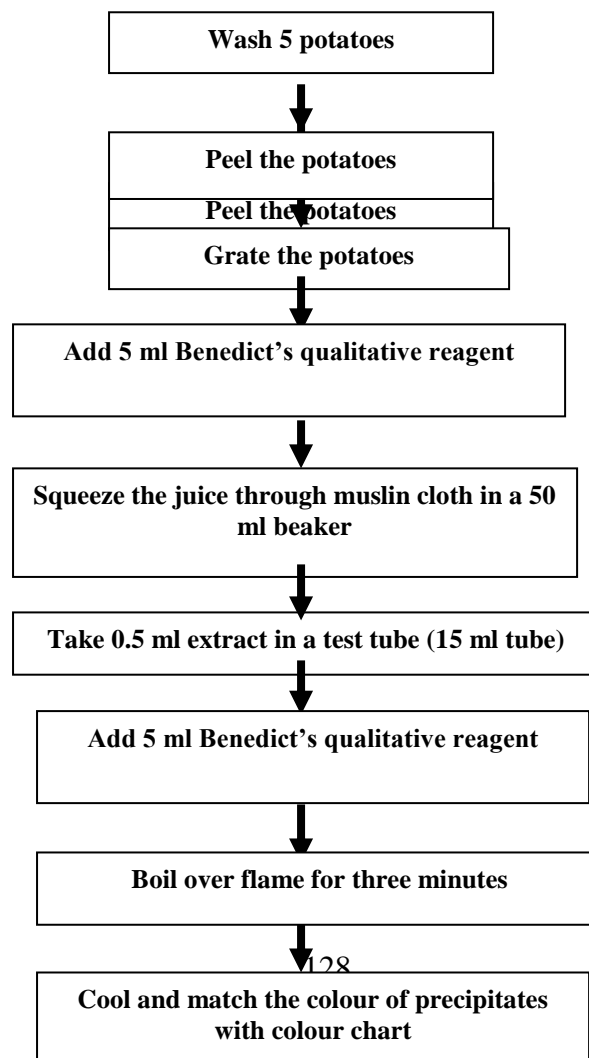 Wash 5 potatoes
Peel the potatoes
Peel the potatoes
Grate the potatoes
Add 5 ml Benedict’s qualitative reagent
Squeeze the juice through muslin cloth in a 50
ml beaker
Take 0.5 ml extract in a test tube (15 ml tube)
Add 5 ml Benedict’s qualitative reagent
Boil over flame for three minutes
128
Cool and match the colour of precipitates
with colour chart